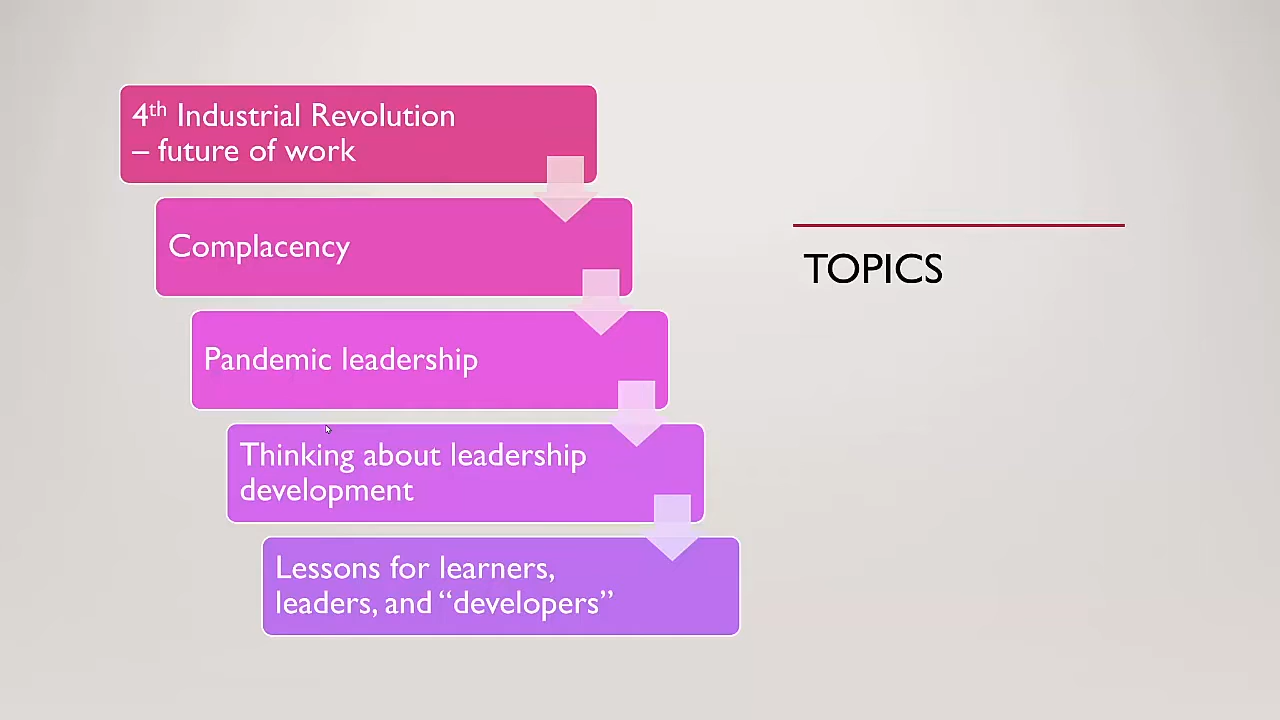 4th Industrial Revolution
– future of work
Complacency
Pandemic leadership
Thinking about leadership
development
Lessons for learners,
leaders, and “developers”
TOPICS